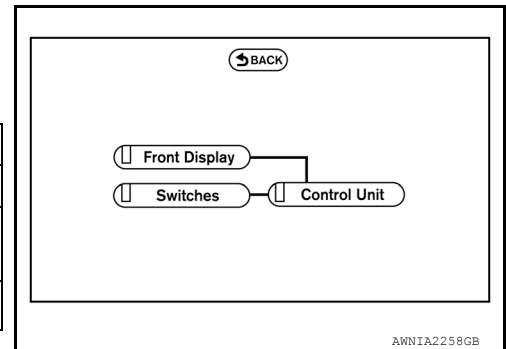 BACK
Front Display
Switches
Control Unit
AWNIA2258GB